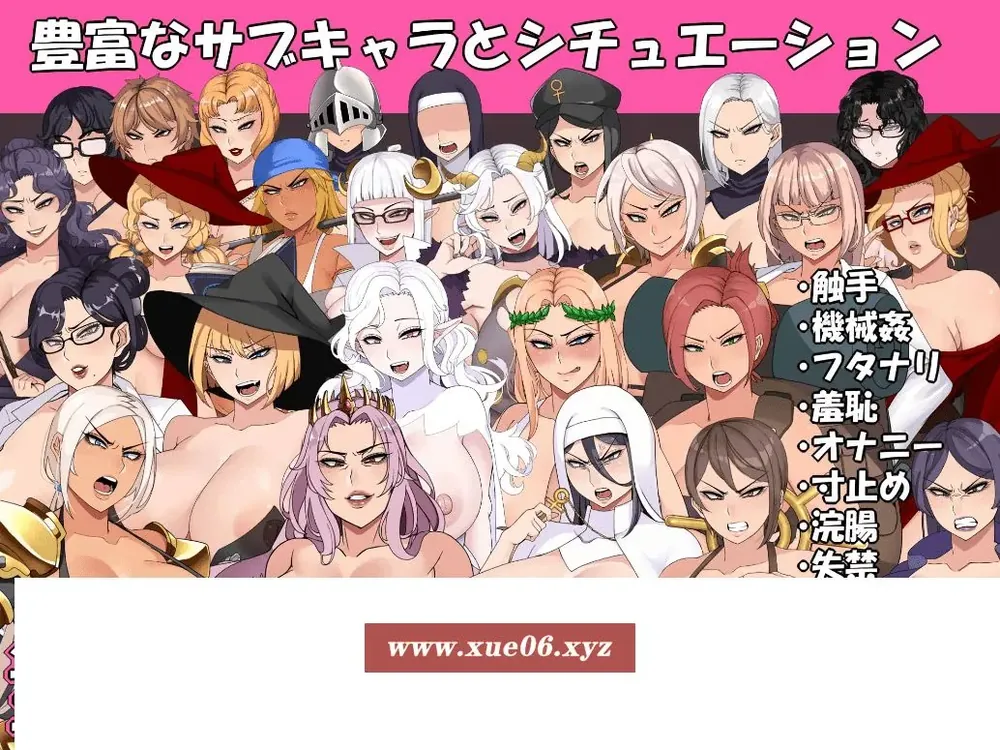 豊富なサブキャラとシチュエーション
・触手
・機械姦
・フタナリ
・羞恥
・オナニー
・寸止め
・浣腸
・失禁
www.xue06.xyz